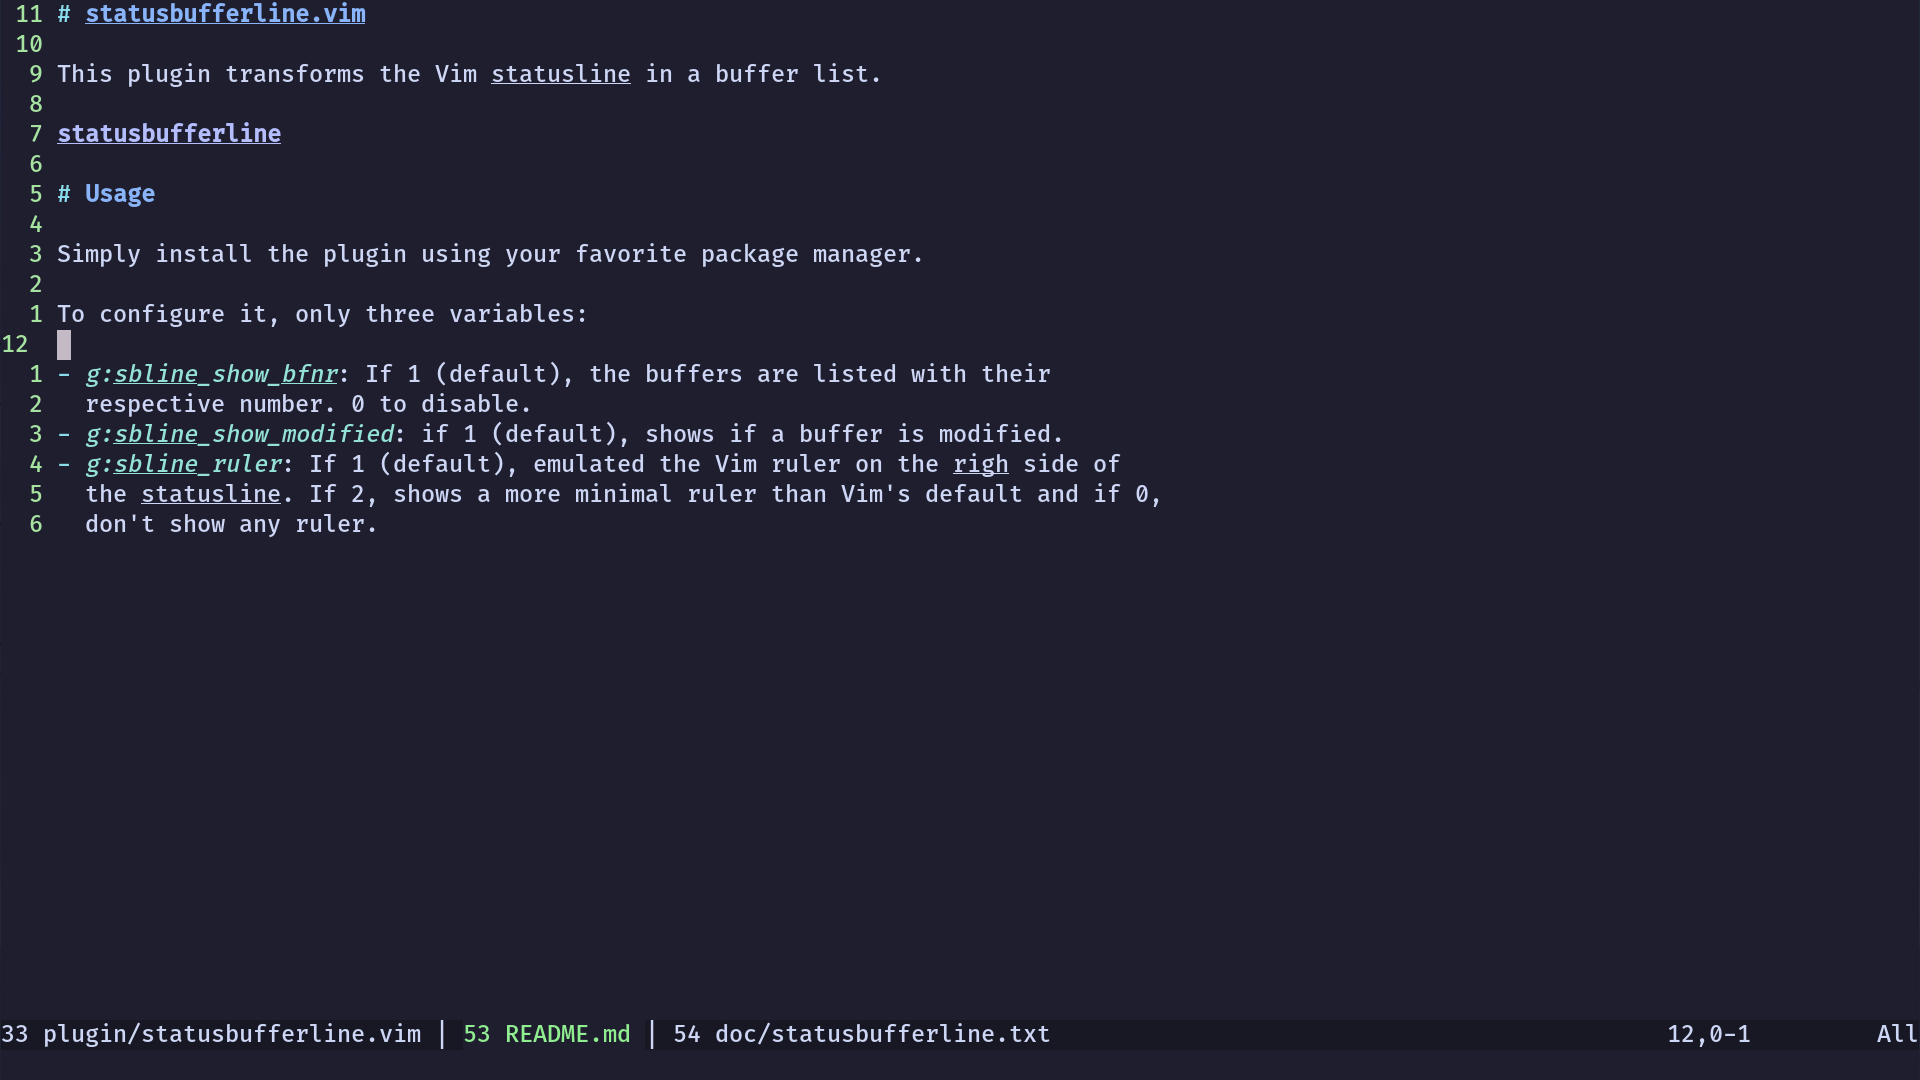 11 # statusbufferline.vim
10
9 This plugin transforms the Vim statusline in a buffer list.
8
7 statusbufferline
6
5 # Usage
4
3 Simply install the plugin using your favorite package manager.
2
1 To configure it, only three variables:
12
1 - g:sbline_show_bfnr: If 1 (default), the buffers are listed with their
2 respective number. 0 to disable.
3 - g:sbline_show_modified: if 1 (default), shows if a buffer is modified.
4 - g:sbline_ruler: If 1 (default), emulated the Vim ruler on the righ side of
5 the statusline. If 2, shows a more minimal ruler than Vim's default and if 0,
6 don't show any ruler.
33 plugin/statusbufferline.vim | 53 README.md | 54 doc/statusbufferline.txt 12,0-1 All